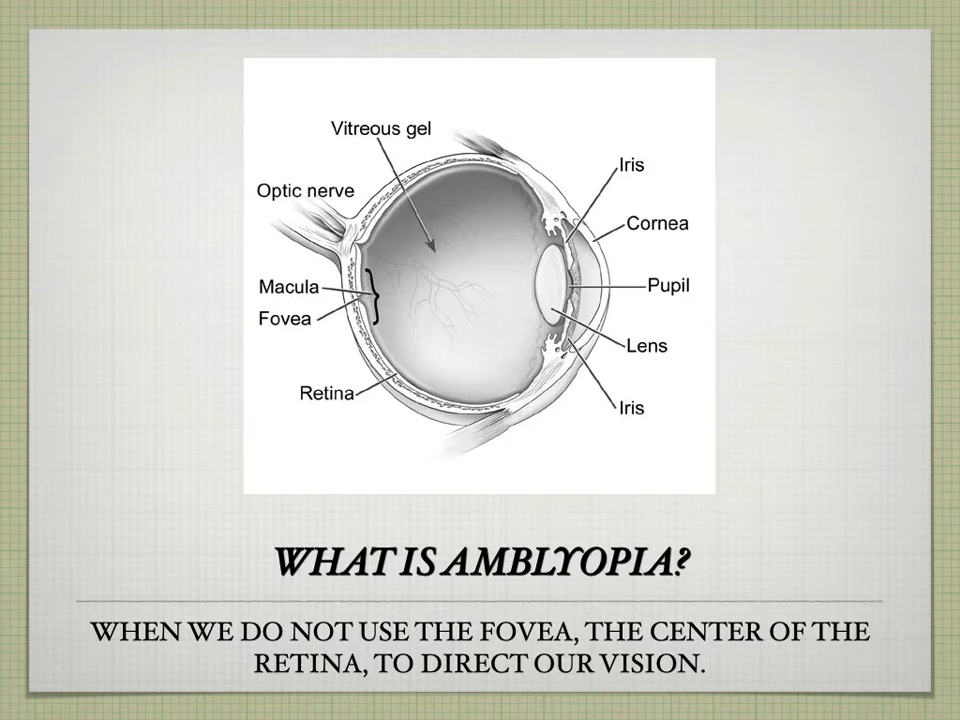 Vitreous gel
Iris
Optic nerve
Cornea
Macula
Pupil
Fovea
Lens
Retina
Iris
WHAT IS AMBLYOPIA?
WHEN WE DO NOT USE THE FOVEA, THE CENTER OF THE
RETINA, TO DIRECT OUR VISION.